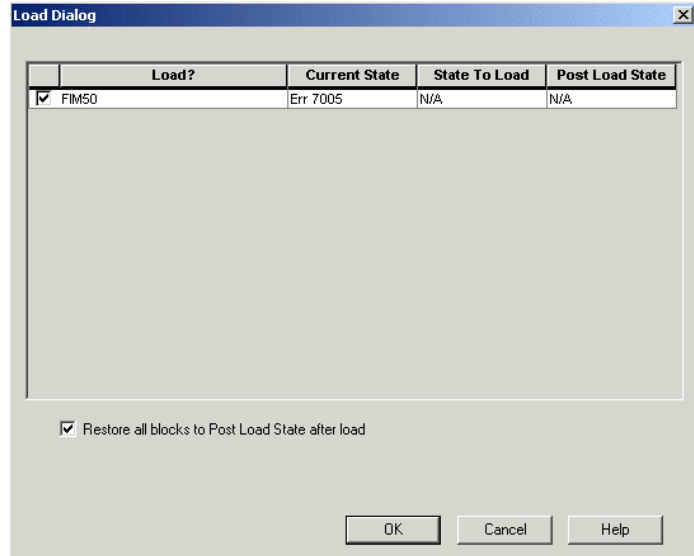 Load Dialog
Load? Current State State To Load Post Load State
FIM50 Err 7005 N/A N/A
Restore all blocks to Post Load State after load
OK Cancel Help